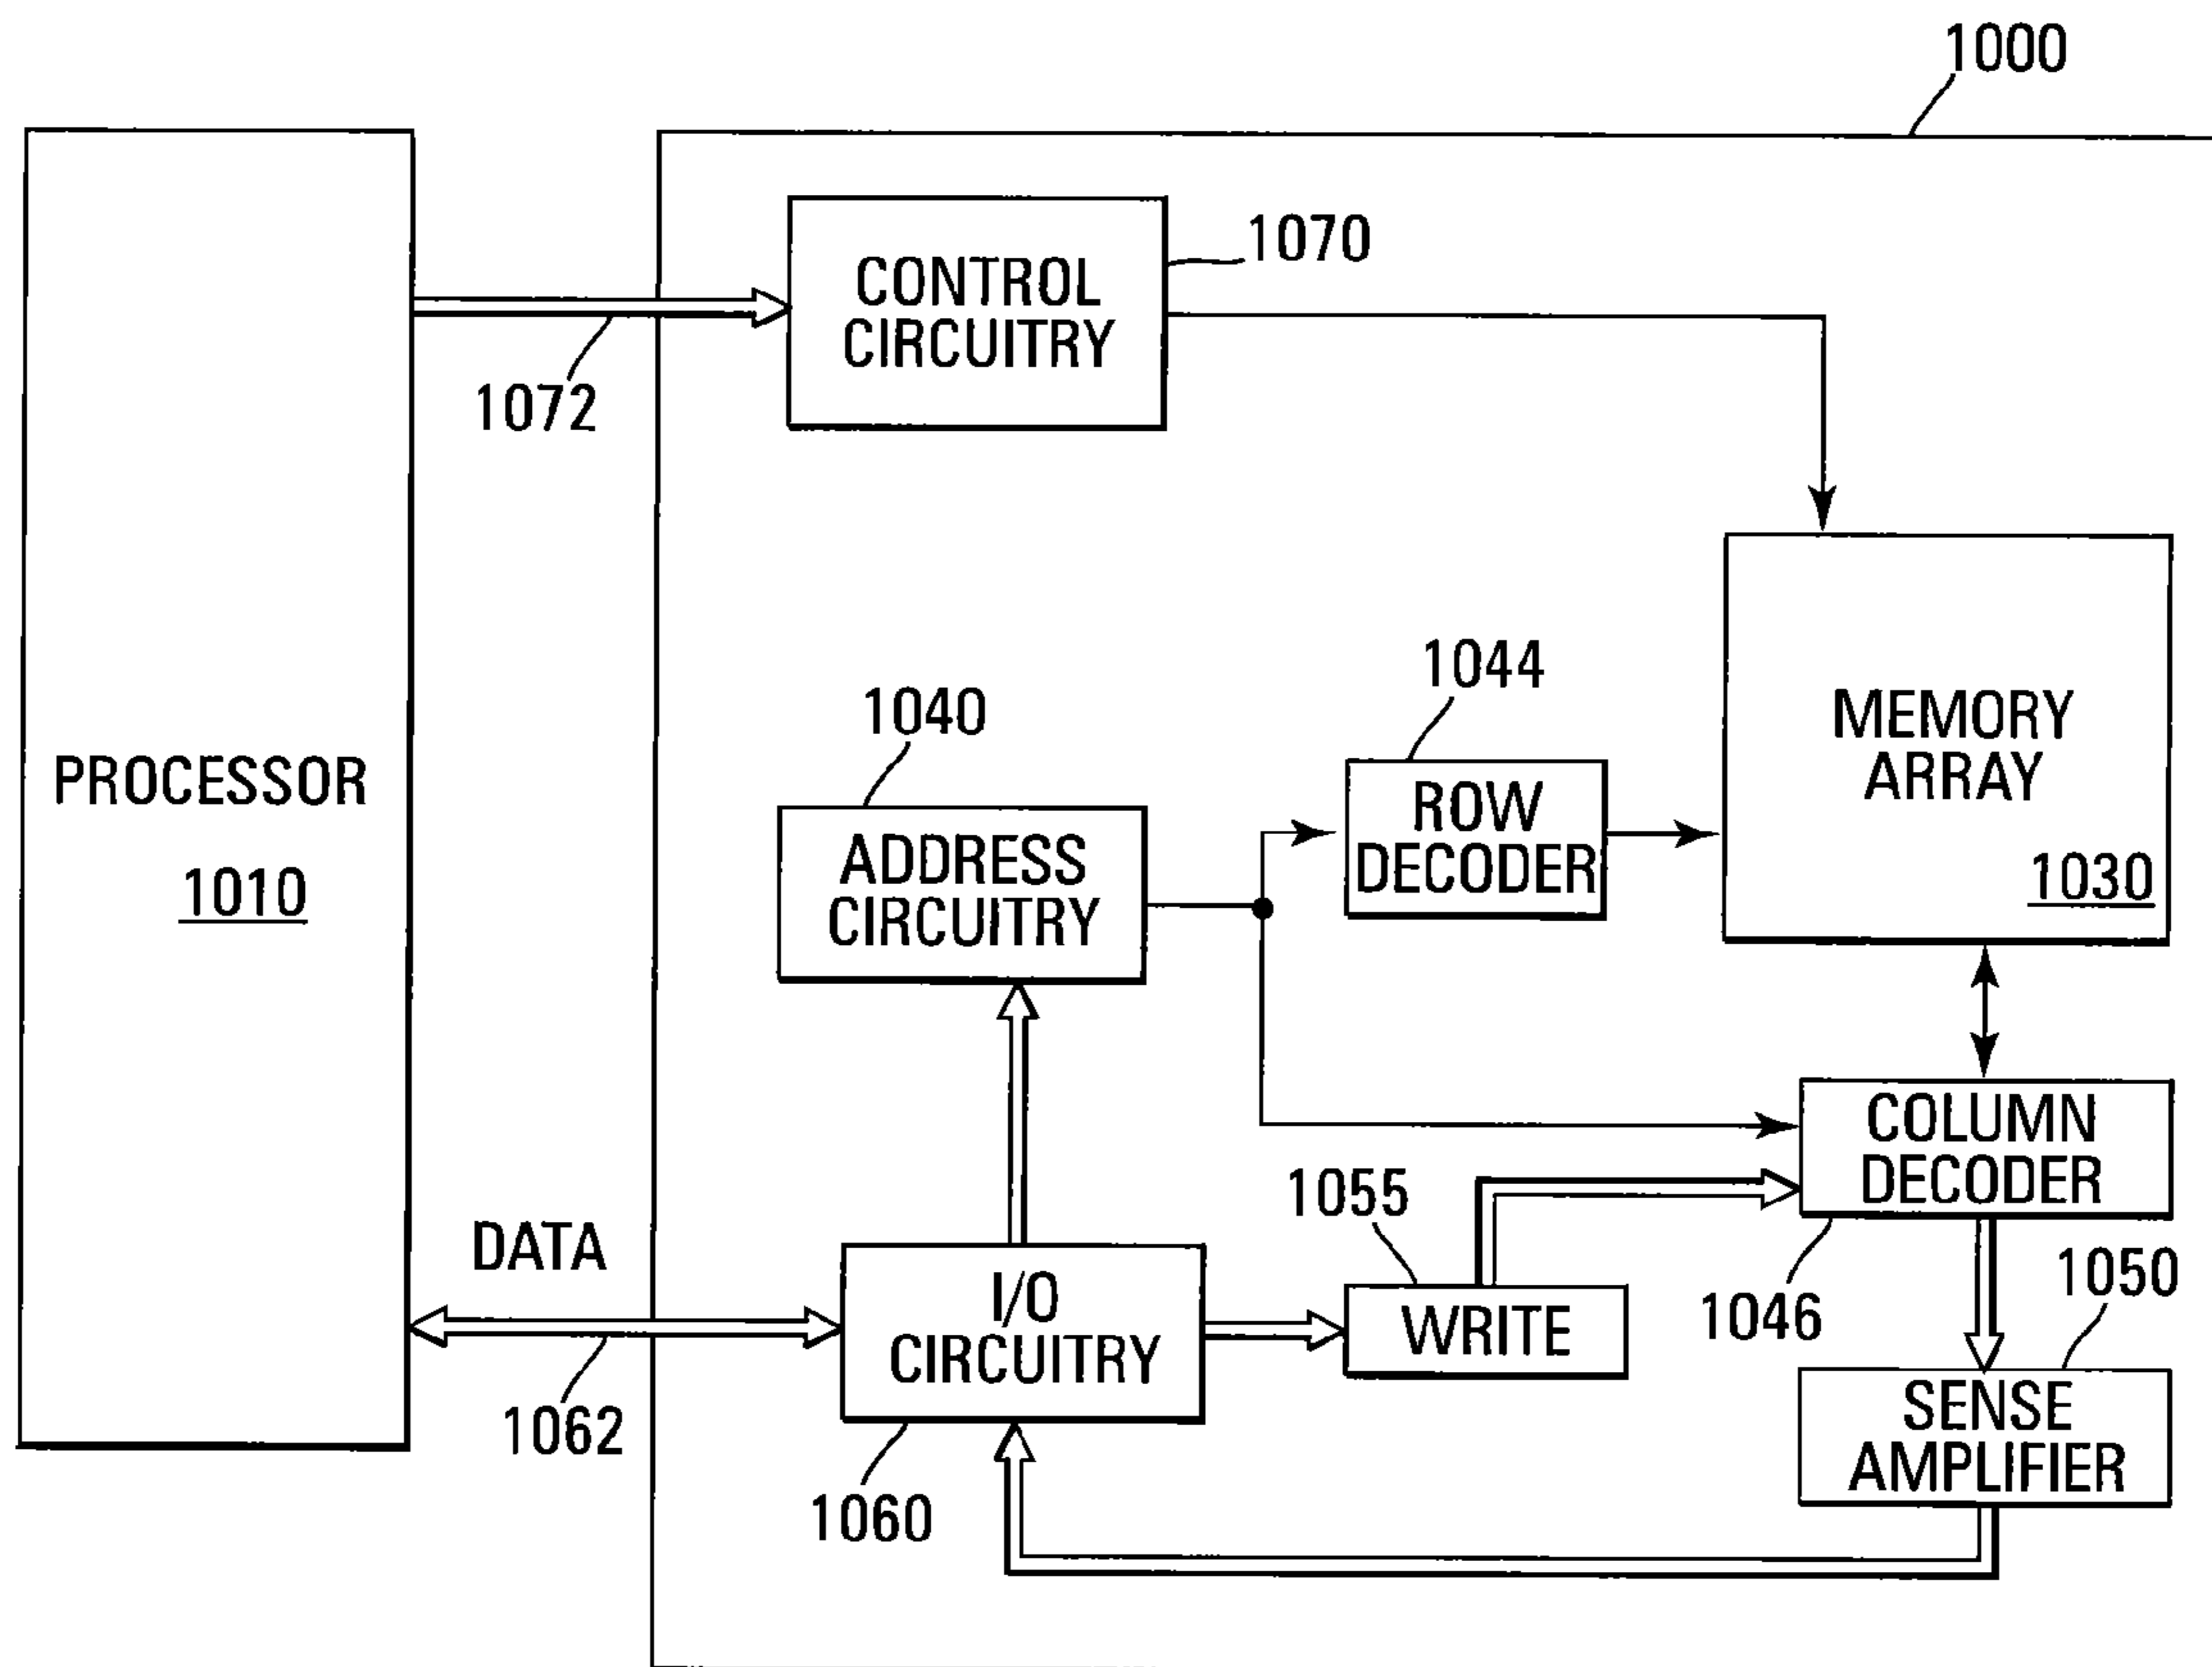 1000
1070
CONTROL
CIRCUITRY
1072
1044
1040
MEMORY
ARRAY
PROCESSOR
ROW
DECODER
1030
1010
ADDRESS
CIRCUITRY
COLUMN
DECODER
1055
DATA
1050
I/O
CIRCUITRY
WRITE
1046
1062
SENSE
AMPLIFIER
1060